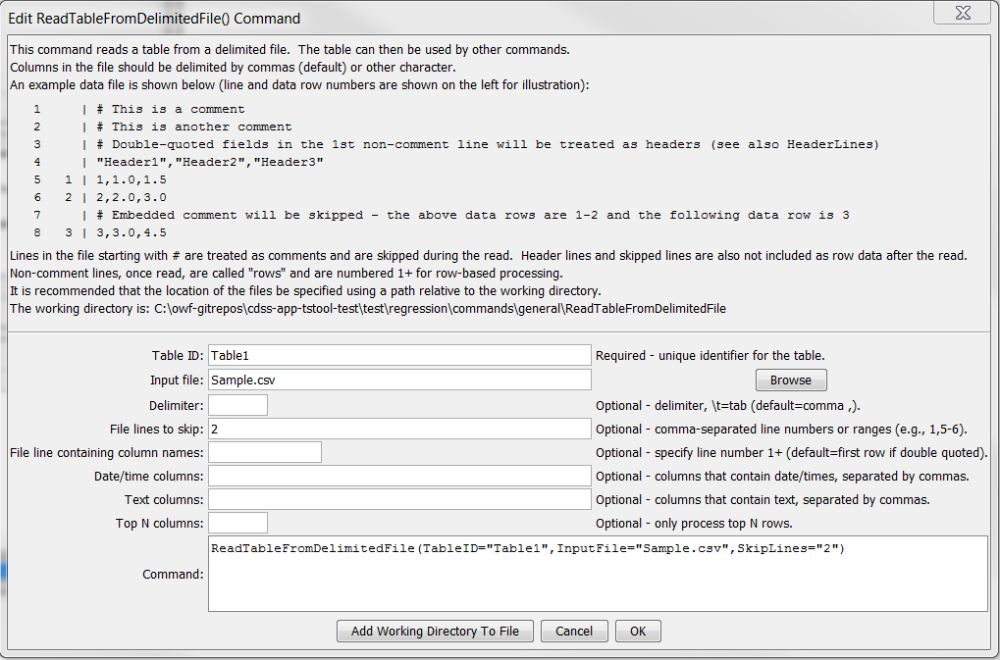 Edit ReadTableFromDelimitedFile() Command
This command reads a table from a delimited file. The table can then be used by other commands.
Columns in the file should be delimited by commas (default) or other character.
An example data file is shown below (line and data row numbers are shown on the left for illustration):
1 | # This is a comment
2 | # This is another comment
3 | # Double-quoted fields in the 1st non-comment line will be treated as headers (see also HeaderLines)
4 | "Header1","Header2","Header3"
5 1 | 1,1.0,1.5
6 2 | 2,2.0,3.0
7 | # Embedded comment will be skipped - the above data rows are 1-2 and the following data row is 3
8 3 | 3,3.0,4.5
Lines in the file starting with # are treated as comments and are skipped during the read. Header lines and skipped lines are also not included as row data after the read.
Non-comment lines, once read, are called "rows" and are numbered 1+ for row-based processing.
It is recommended that the location of the files be specified using a path relative to the working directory.
The working directory is: C:\owf-gitrepos\cdss-app-tstool-test\test\regression\commands\general\ReadTableFromDelimitedFile
Table ID: Table1 Required - unique identifier for the table.
Input file: Sample.csv Browse
Delimiter: Optional - delimiter, \t=tab (default=comma ,).
File lines to skip: 2 Optional - comma-separated line numbers or ranges (e.g., 1,5-6).
File line containing column names: Optional - specify line number 1+ (default=first row if double quoted).
Date/time columns: Optional - columns that contain date/times, separated by commas.
Text columns: Optional - columns that contain text, separated by commas.
Top N columns: Optional - only process top N rows.
Command: ReadTableFromDelimitedFile(TableID="Table1",InputFile="Sample.csv",SkipLines="2")
Add Working Directory To File Cancel OK